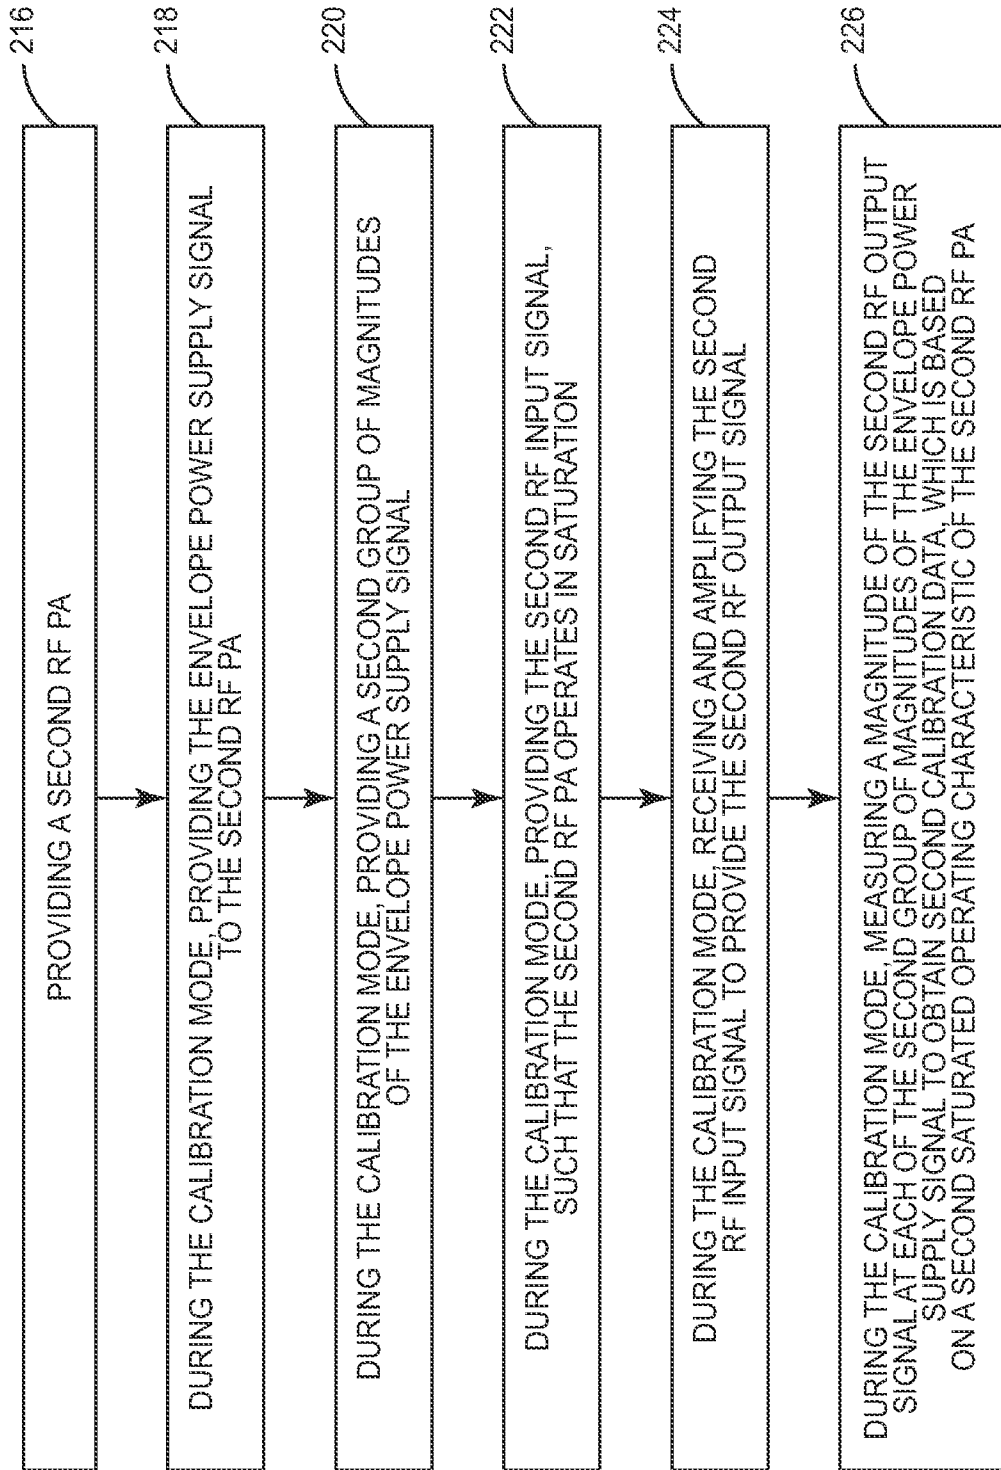 PROVIDING A SECOND RF PA
216
DURING THE CALIBRATION MODE, PROVIDING THE ENVELOPE POWER SUPPLY SIGNAL
TO THE SECOND RF PA
218
DURING THE CALIBRATION MODE, PROVIDING A SECOND GROUP OF MAGNITUDES
OF THE ENVELOPE POWER SUPPLY SIGNAL
220
DURING THE CALIBRATION MODE, PROVIDING THE SECOND RF INPUT SIGNAL,
SUCH THAT THE SECOND RF PA OPERATES IN SATURATION
222
DURING THE CALIBRATION MODE, RECEIVING AND AMPLIFYING THE SECOND
RF INPUT SIGNAL TO PROVIDE THE SECOND RF OUTPUT SIGNAL
224
DURING THE CALIBRATION MODE, MEASURING A MAGNITUDE OF THE SECOND RF OUTPUT
SIGNAL AT EACH OF THE SECOND GROUP OF MAGNITUDES OF THE ENVELOPE POWER
SUPPLY SIGNAL TO OBTAIN SECOND CALIBRATION DATA, WHICH IS BASED
ON A SECOND SATURATED OPERATING CHARACTERISTIC OF THE SECOND RF PA
226